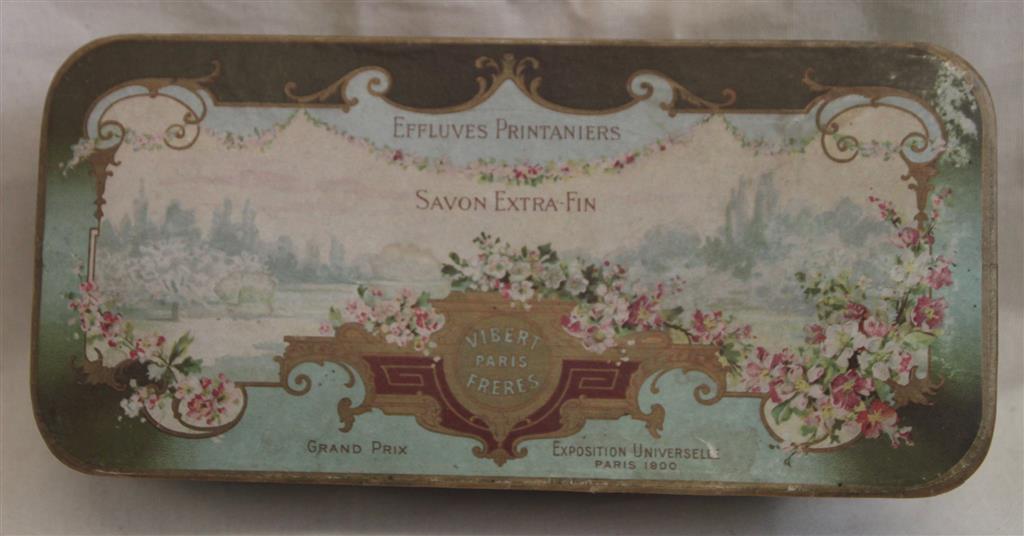 EFFLUVES PRINTANIERS
SAVON EXTRA-FIN
VIBERT
PARIS
FRERES
GRAND PRIX
EXPOSITION UNIVERSELLE
PARIS 1900